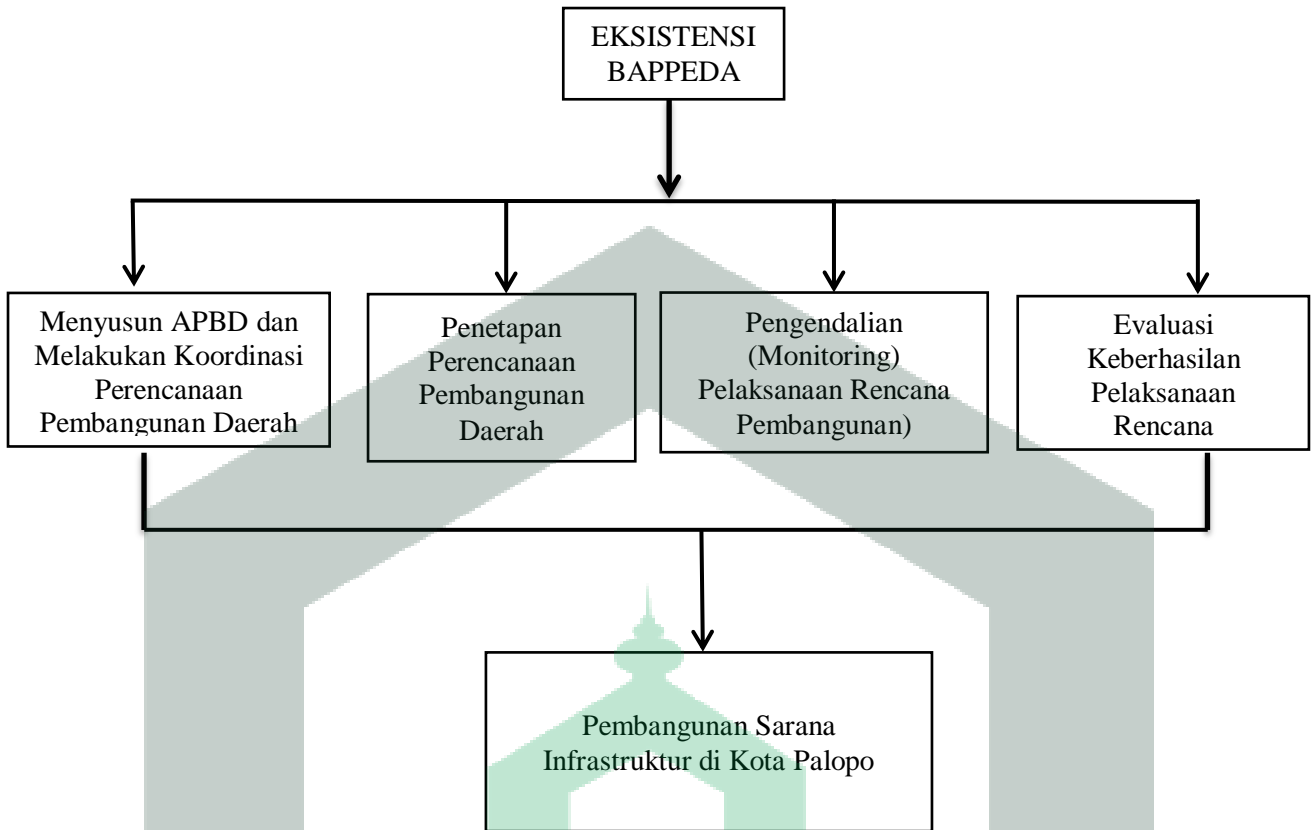 EKSISTENSI
BAPPEDA
Menyusun APBD dan
Melakukan Koordinasi
Perencanaan
Pembangunan Daerah
Penetapan
Perencanaan
Pembangunan
Daerah
Pengendalian
(Monitoring)
Pelaksanaan Rencana
Pembangunan)
Evaluasi
Keberhasilan
Pelaksanaan
Rencana
Pembangunan Sarana
Infrastruktur di Kota Palopo